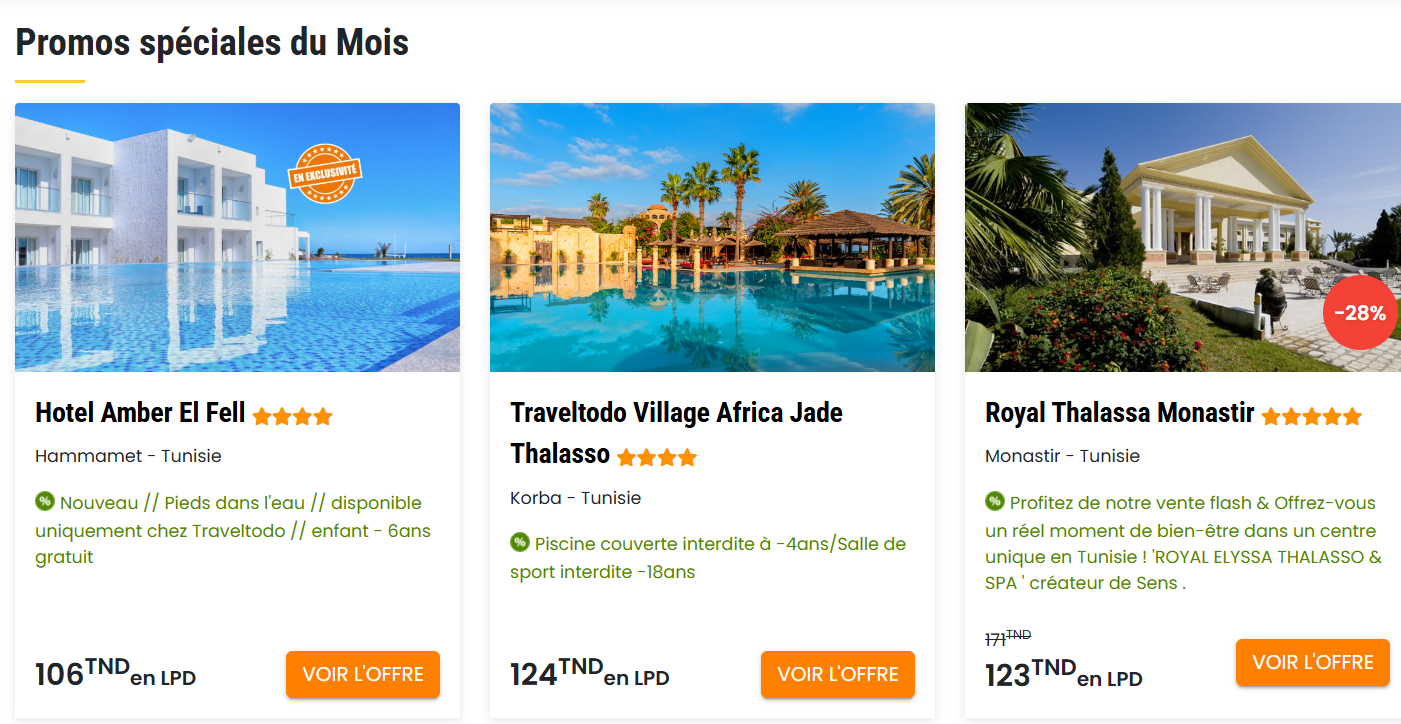 Promos spéciales du Mois
EN EXCLUSIVITÉ
-28%
Hotel Amber El Fell
Hammamet - Tunisie
% Nouveau // Pieds dans l'eau // disponible
uniquement chez Traveltodo // enfant - 6ans
gratuit
106TND en LPD
VOIR L'OFFRE
Traveltodo Village Africa Jade
Thalasso
Korba - Tunisie
% Piscine couverte interdite à -4ans/Salle de
sport interdite -18ans
124TND en LPD
VOIR L'OFFRE
Royal Thalassa Monastir
Monastir - Tunisie
% Profitez de notre vente flash & Offrez-vous
un réel moment de bien-être dans un centre
unique en Tunisie ! 'ROYAL ELYSSA THALASSO &
SPA ' créateur de Sens .
171TND
123TND en LPD
VOIR L'OFFRE